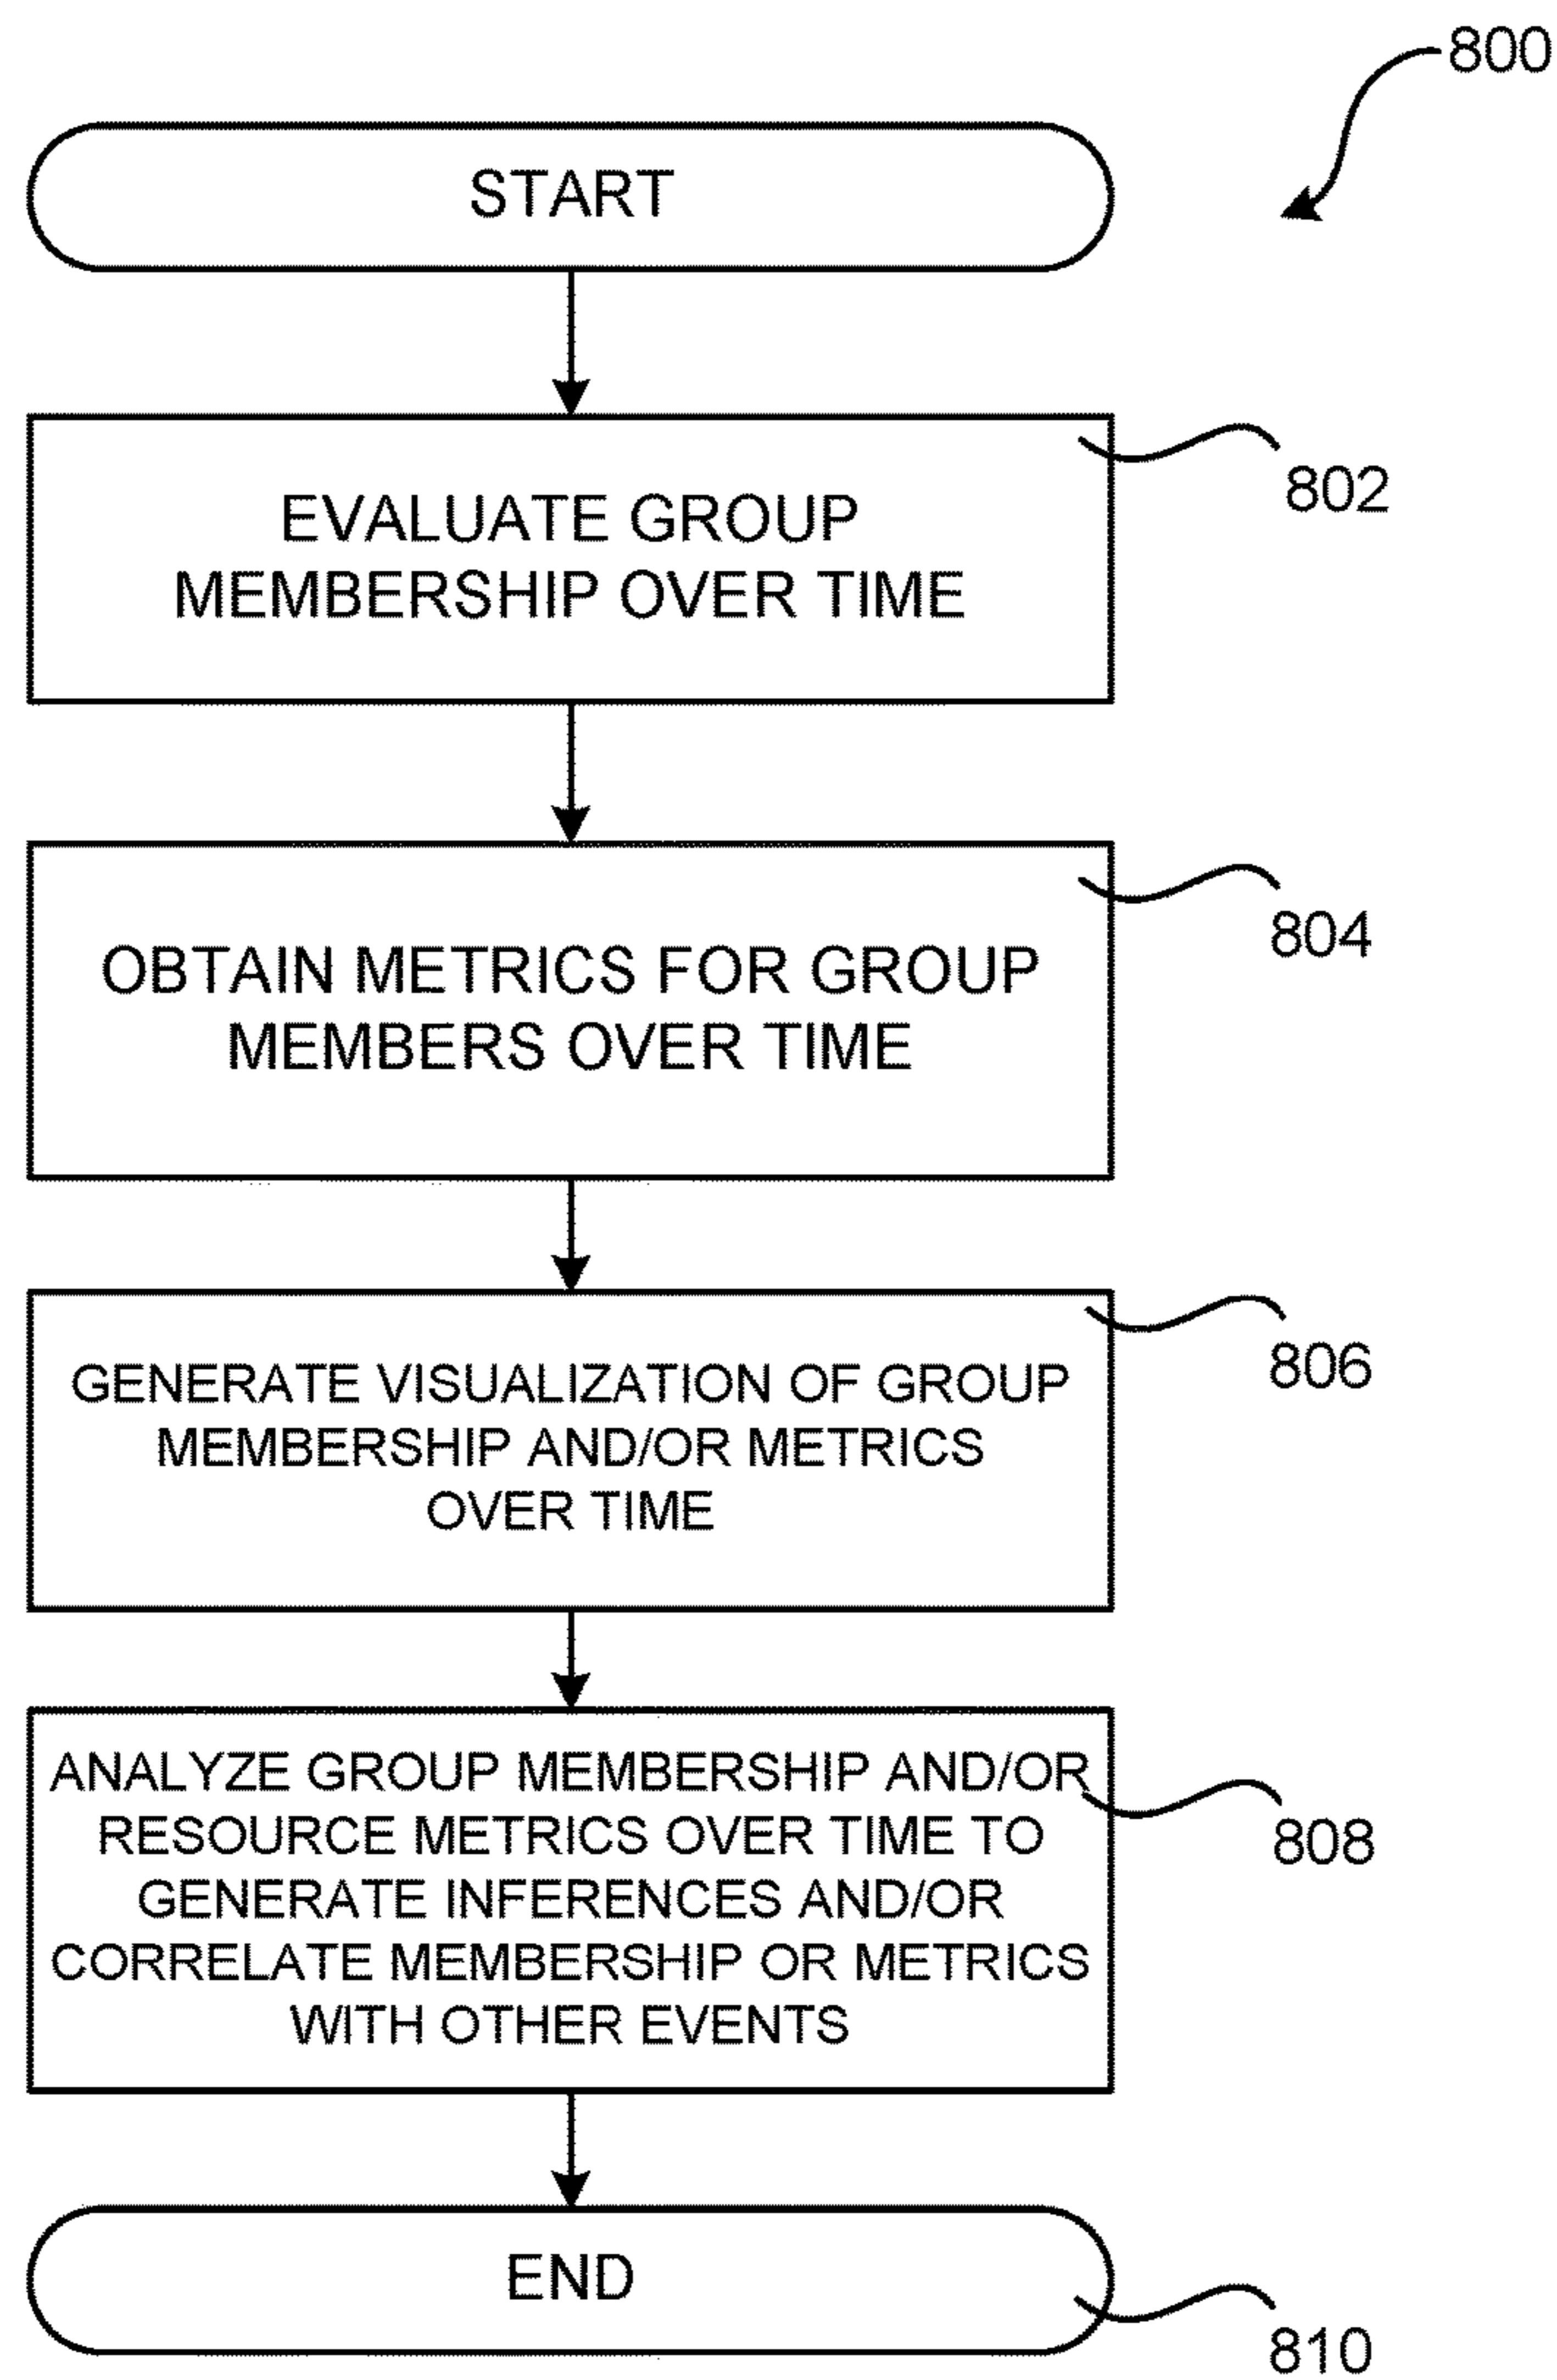 800
START
EVALUATE GROUP
MEMBERSHIP OVER TIME
802
OBTAIN METRICS FOR GROUP
MEMBERS OVER TIME
804
GENERATE VISUALIZATION OF GROUP
MEMBERSHIP AND/OR METRICS
OVER TIME
806
ANALYZE GROUP MEMBERSHIP AND/OR
RESOURCE METRICS OVER TIME TO
GENERATE INFERENCES AND/OR
CORRELATE MEMBERSHIP OR METRICS
WITH OTHER EVENTS
808
END
810